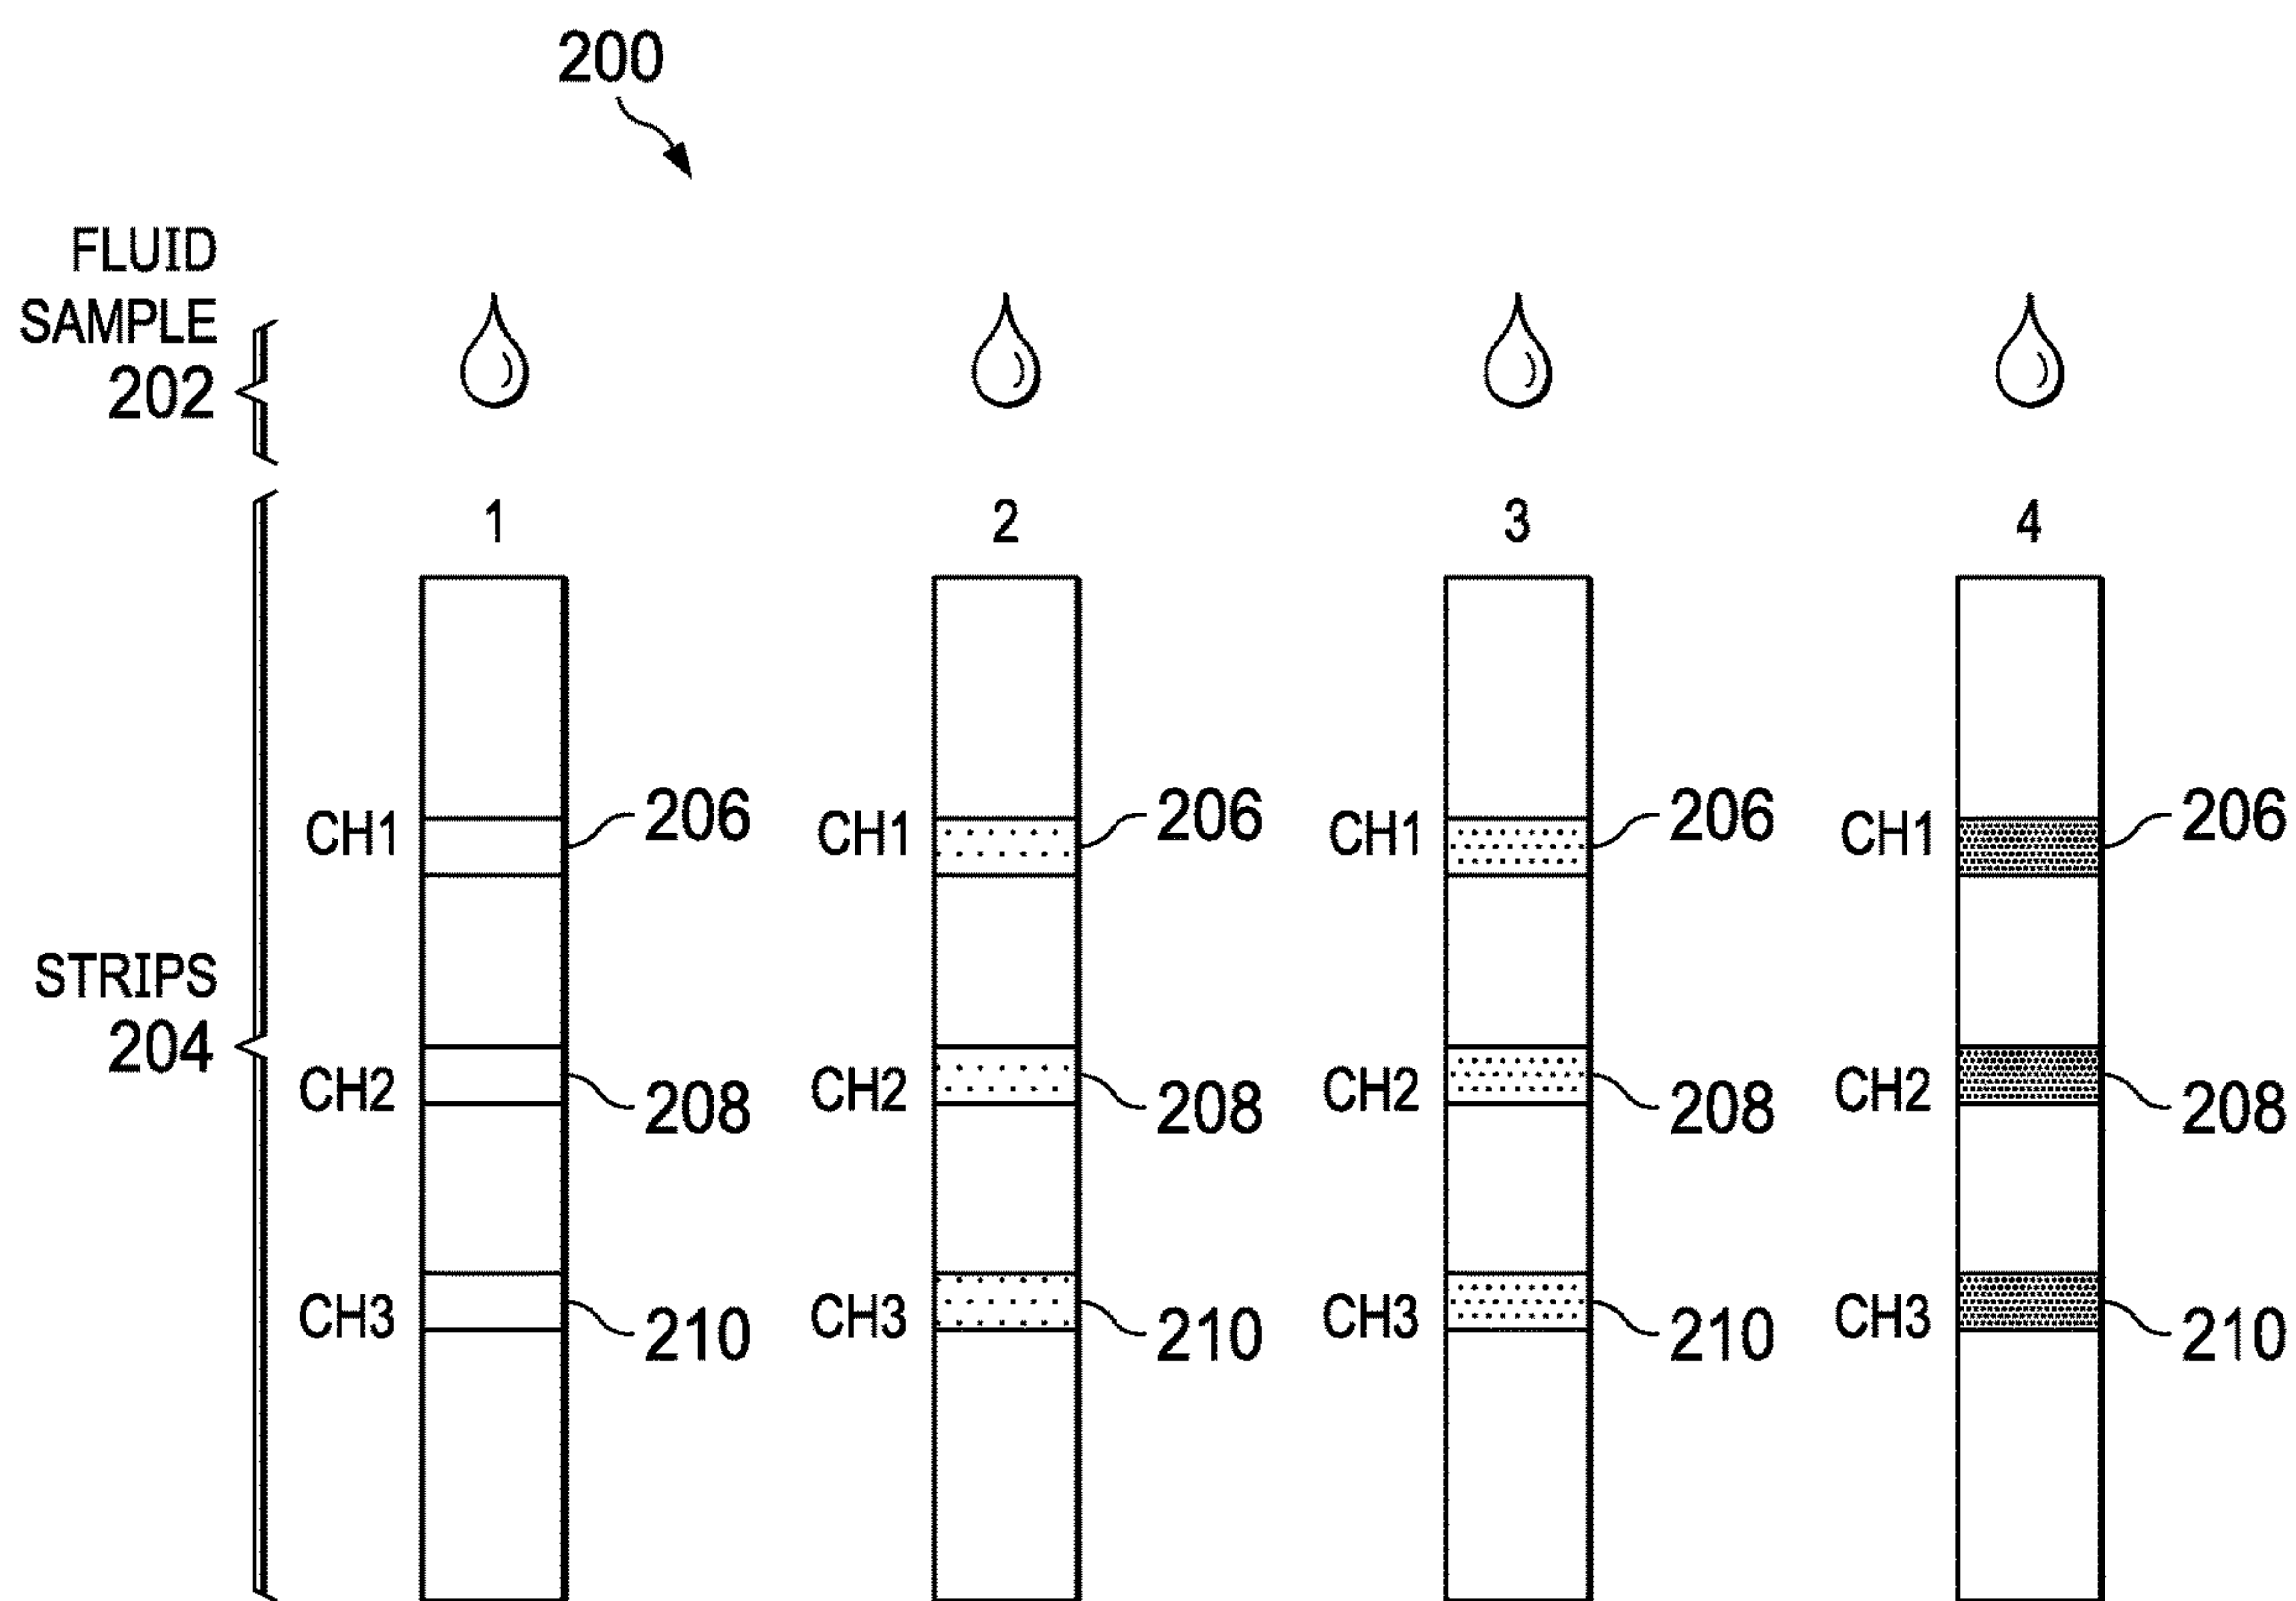 200
FLUID
SAMPLE
202
1 2 3 4
CH1 206 CH1 206 CH1 206 CH1 206
STRIPS
204
CH2 208 CH2 208 CH2 208 CH2 208
CH3 210 CH3 210 CH3 210 CH3 210